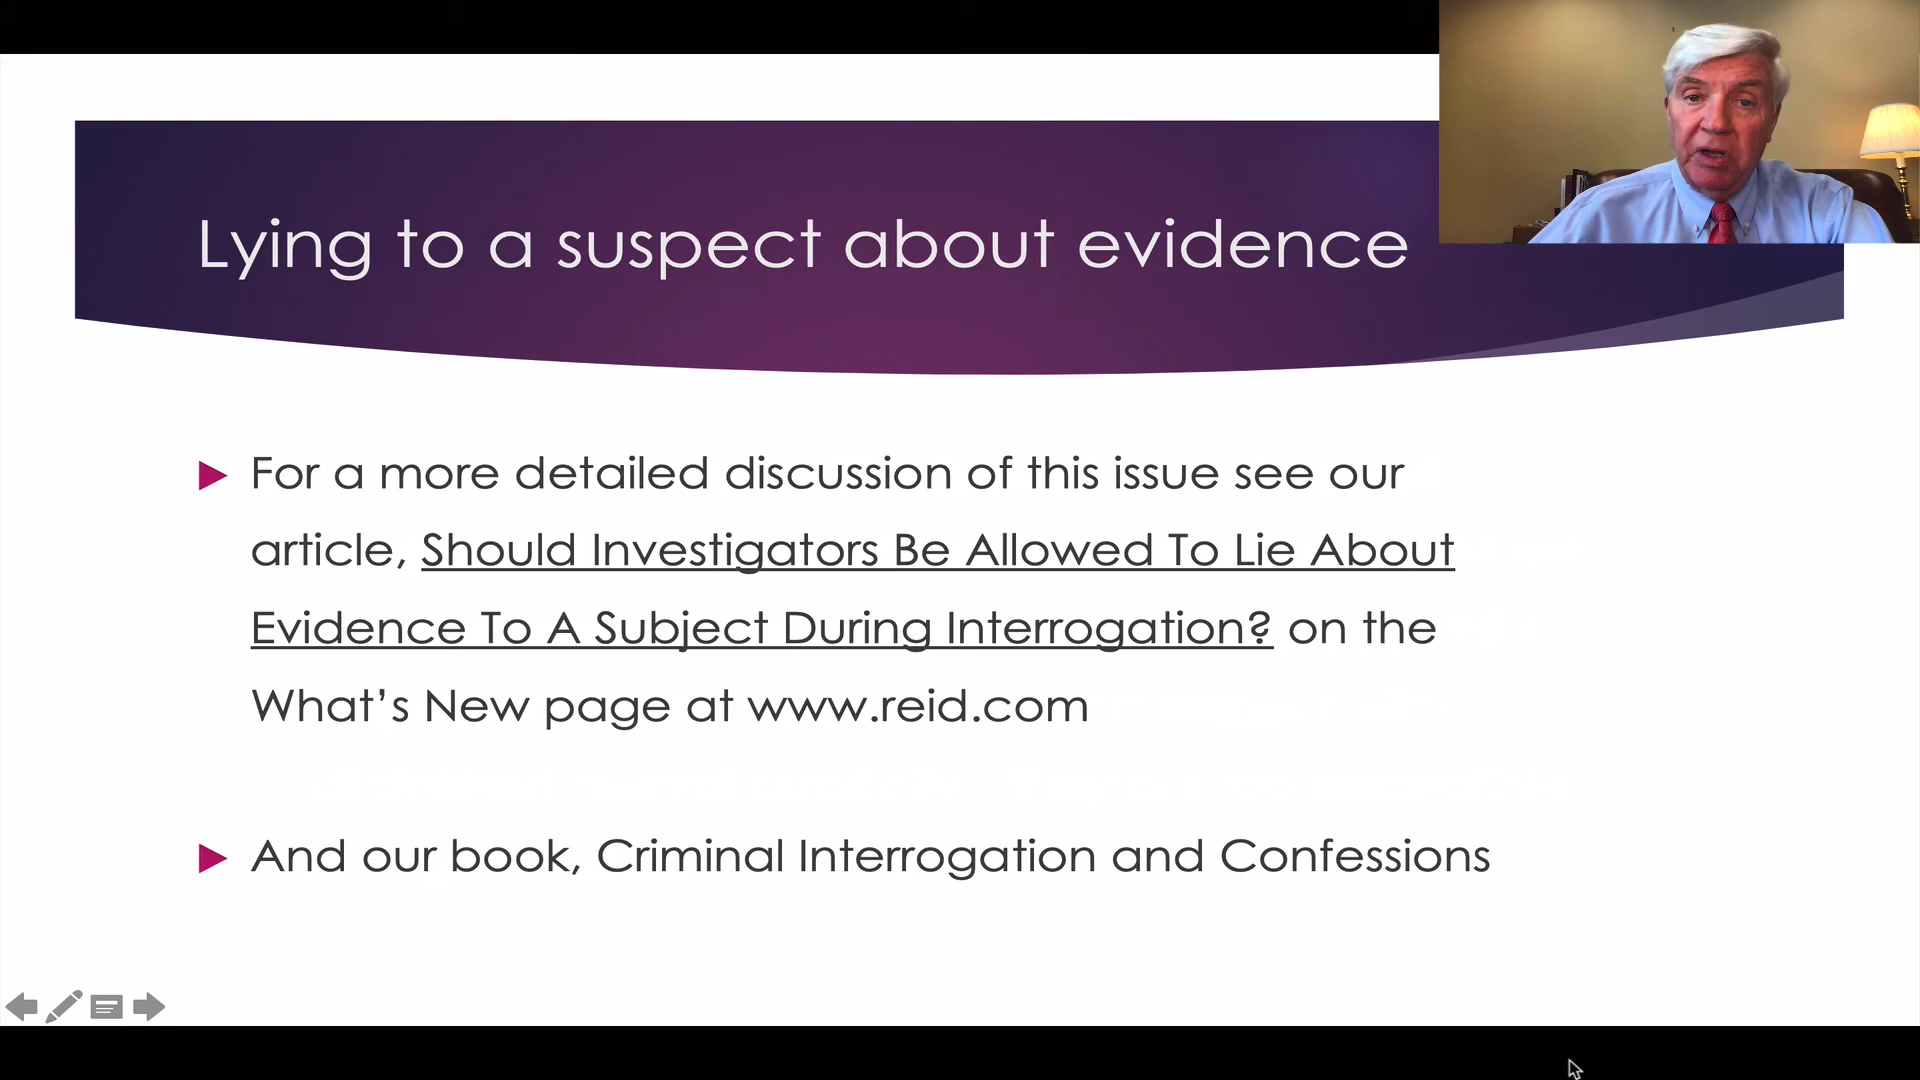 Lying to a suspect about evidence
For a more detailed discussion of this issue see our
article, Should Investigators Be Allowed To Lie About
Evidence To A Subject During Interrogation? on the
What’s New page at www.reid.com
And our book, Criminal Interrogation and Confessions